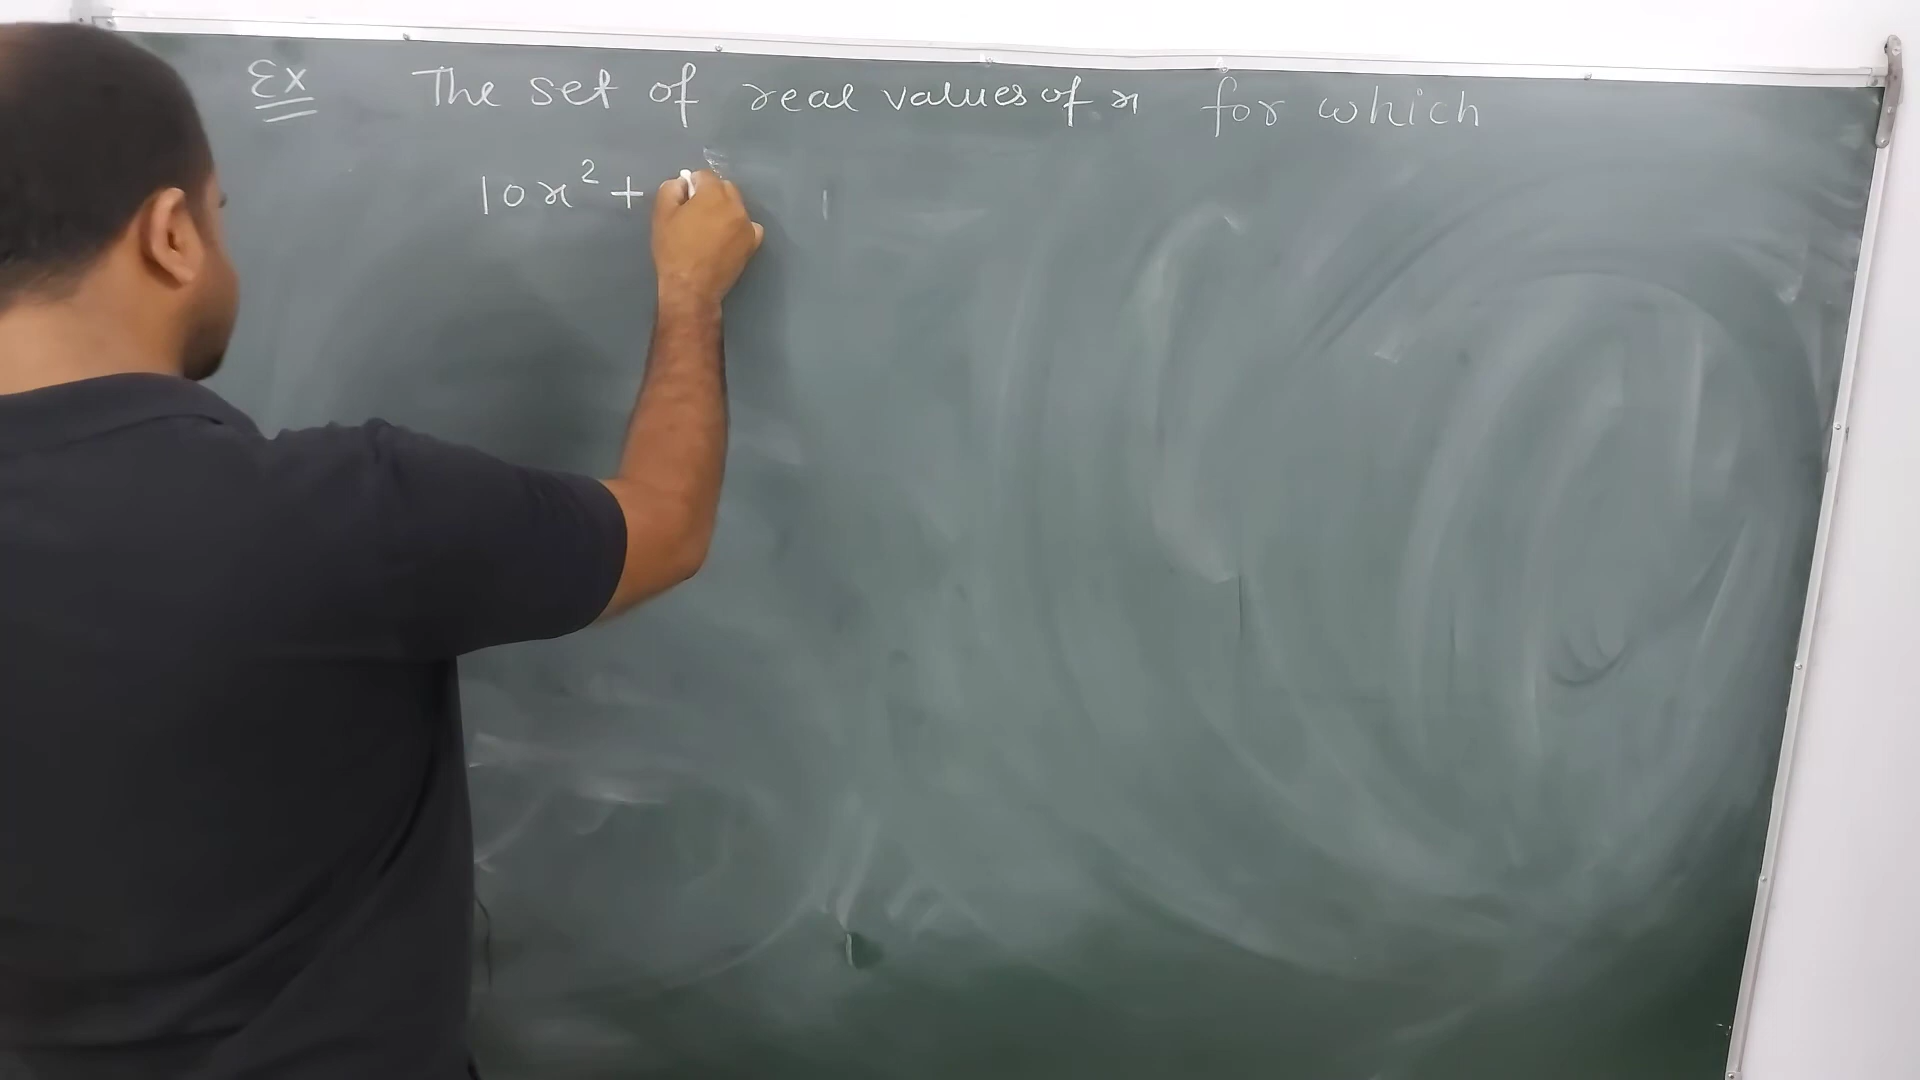 Ex The set of real values of x for which
10x² +